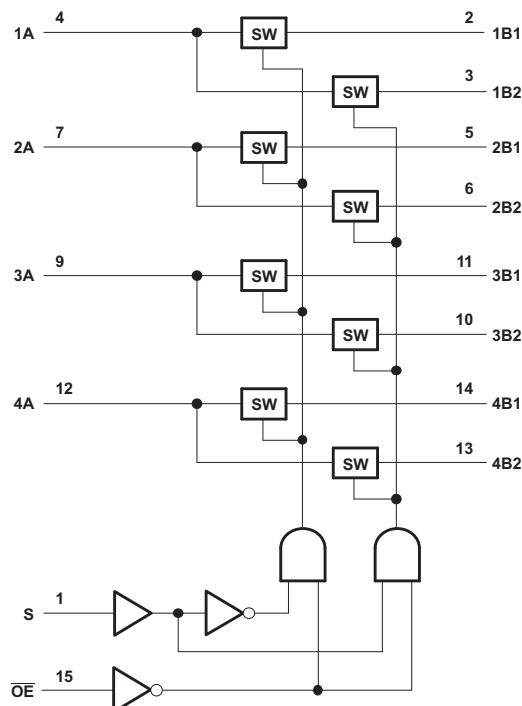 1A 4 SW 2 1B1
SW 3 1B2
2A 7 SW 5 2B1
SW 6 2B2
3A 9 SW 11 3B1
SW 10 3B2
4A 12 SW 14 4B1
SW 13 4B2
S 1
O̅E̅ 15